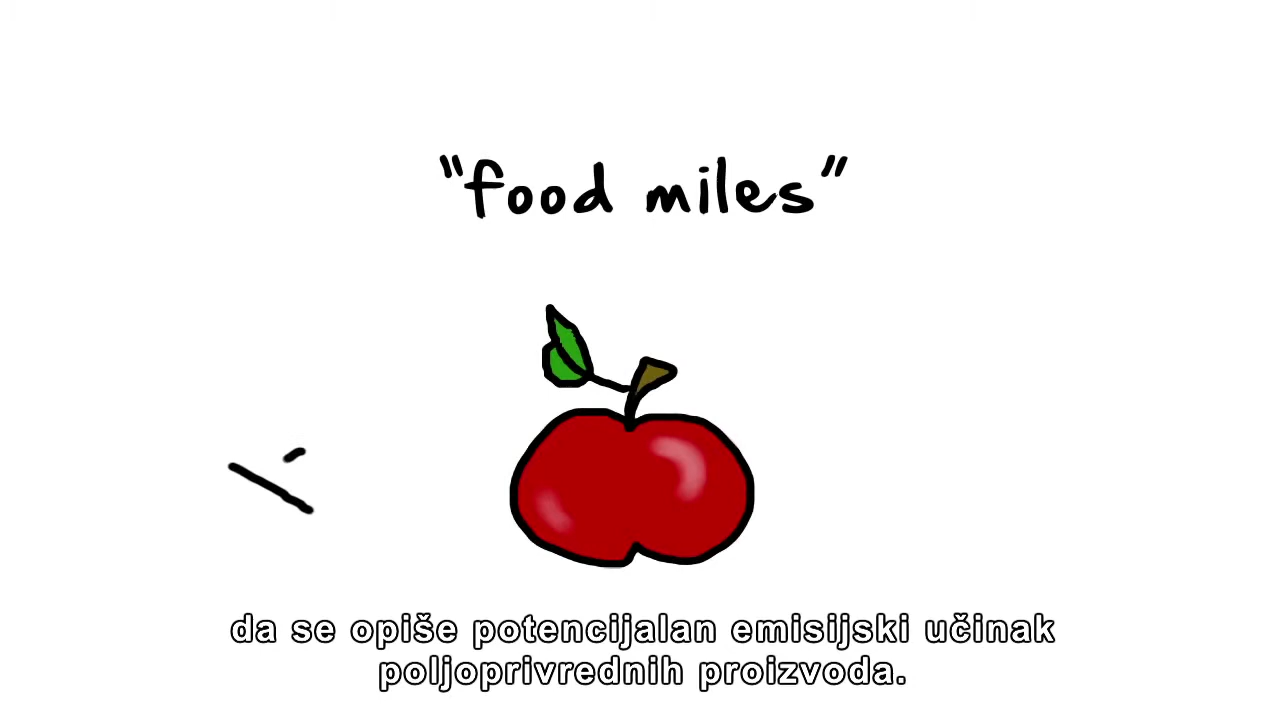 "food miles"
da se opiše potencijalan emisijski učinak
poljoprivrednih proizvoda.